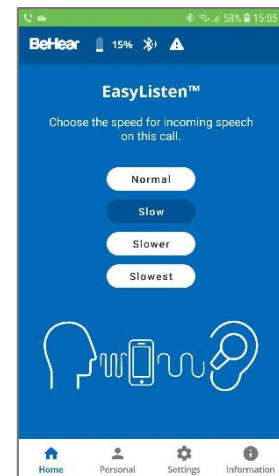 58% 15:05
BeHear 15%
EasyListen™
Choose the speed for incoming speech
on this call.
Normal
Slow
Slower
Slowest
Home Personal Settings Information